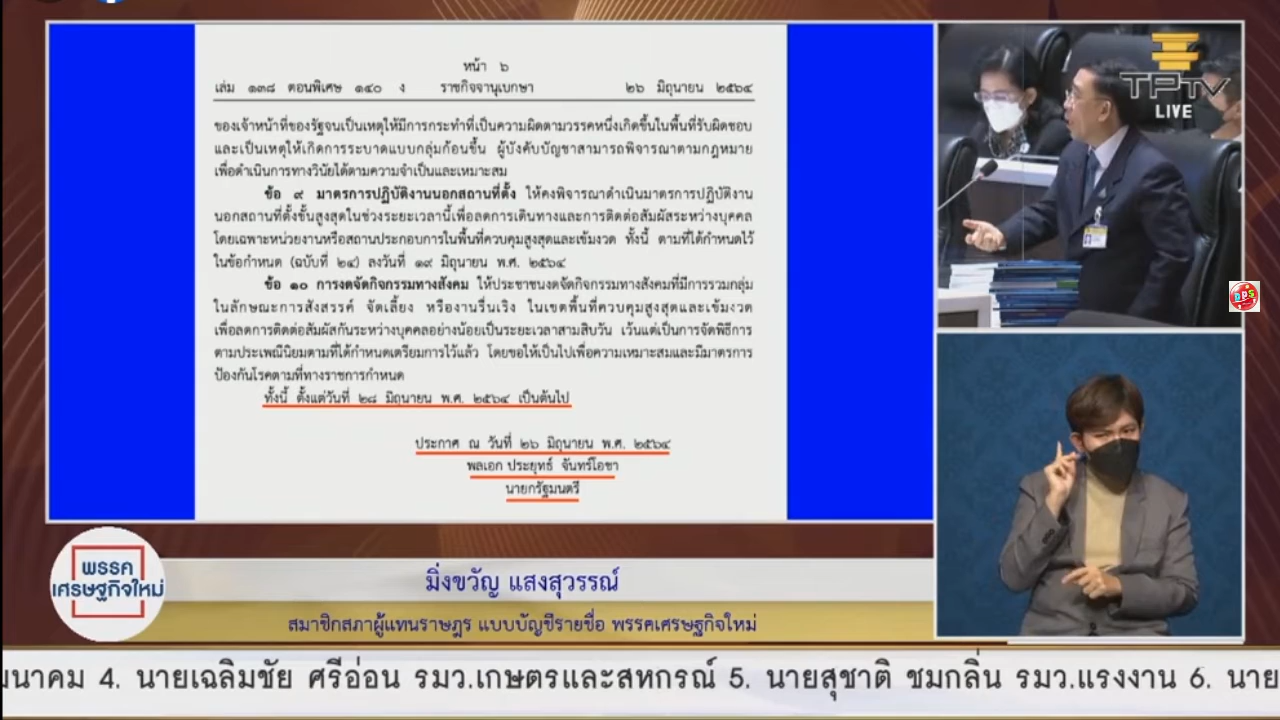 หน้า ๖
เล่ม ๑๓๘ ตอนพิเศษ ๑๔๐ ง ราชกิจจานุเบกษา ๒๖ มิถุนายน ๒๕๖๔
ของเจ้าหน้าที่ของรัฐจนเป็นเหตุให้มีการกระทำที่เป็นความผิดตามวรรคหนึ่งเกิดขึ้นในพื้นที่รับผิดชอบ
และเป็นเหตุให้เกิดการระบาดแบบกลุ่มก้อนขึ้น ผู้บังคับบัญชาสามารถพิจารณาตามกฎหมาย
เพื่อดำเนินการทางวินัยได้ตามความจำเป็นและเหมาะสม
ข้อ ๙ มาตรการปฏิบัติงานนอกสถานที่ตั้ง ให้คงพิจารณาดำเนินมาตรการปฏิบัติงาน
นอกสถานที่ตั้งขั้นสูงสุดในช่วงระยะเวลานี้เพื่อลดการเดินทางและการติดต่อสัมผัสระหว่างบุคคล
โดยเฉพาะหน่วยงานหรือสถานประกอบการในพื้นที่ควบคุมสูงสุดและเข้มงวด ทั้งนี้ ตามที่ได้กำหนดไว้
ในข้อกำหนด (ฉบับที่ ๒๔) ลงวันที่ ๑๙ มิถุนายน พ.ศ. ๒๕๖๔
ข้อ ๑๐ การงดจัดกิจกรรมทางสังคม ให้ประชาชนงดจัดกิจกรรมทางสังคมที่มีการรวมกลุ่ม
ในลักษณะการสังสรรค์ จัดเลี้ยง หรืองานรื่นเริง ในเขตพื้นที่ควบคุมสูงสุดและเข้มงวด
เพื่อลดการติดต่อสัมผัสกันระหว่างบุคคลอย่างน้อยเป็นระยะเวลาสามสิบวัน เว้นแต่เป็นการจัดพิธีการ
ตามประเพณีนิยมตามที่ได้กำหนดเตรียมการไว้แล้ว โดยขอให้เป็นไปเพื่อความเหมาะสมและมีมาตรการ
ป้องกันโรคตามที่ทางราชการกำหนด
ทั้งนี้ ตั้งแต่วันที่ ๒๘ มิถุนายน พ.ศ. ๒๕๖๔ เป็นต้นไป
ประกาศ ณ วันที่ ๒๖ มิถุนายน พ.ศ. ๒๕๖๔
พลเอก ประยุทธ์ จันทร์โอชา
นายกรัฐมนตรี
TPTV
LIVE
DPS
พรรค
เศรษฐกิจใหม่
มิ่งขวัญ แสงสุวรรณ์
สมาชิกสภาผู้แทนราษฎร แบบบัญชีรายชื่อ พรรคเศรษฐกิจใหม่
มนาคม 4. นายเฉลิมชัย ศรีอ่อน รมว.เกษตรและสหกรณ์ 5. นายสุชาติ ชมกลิ่น รมว.แรงงาน 6. นาย